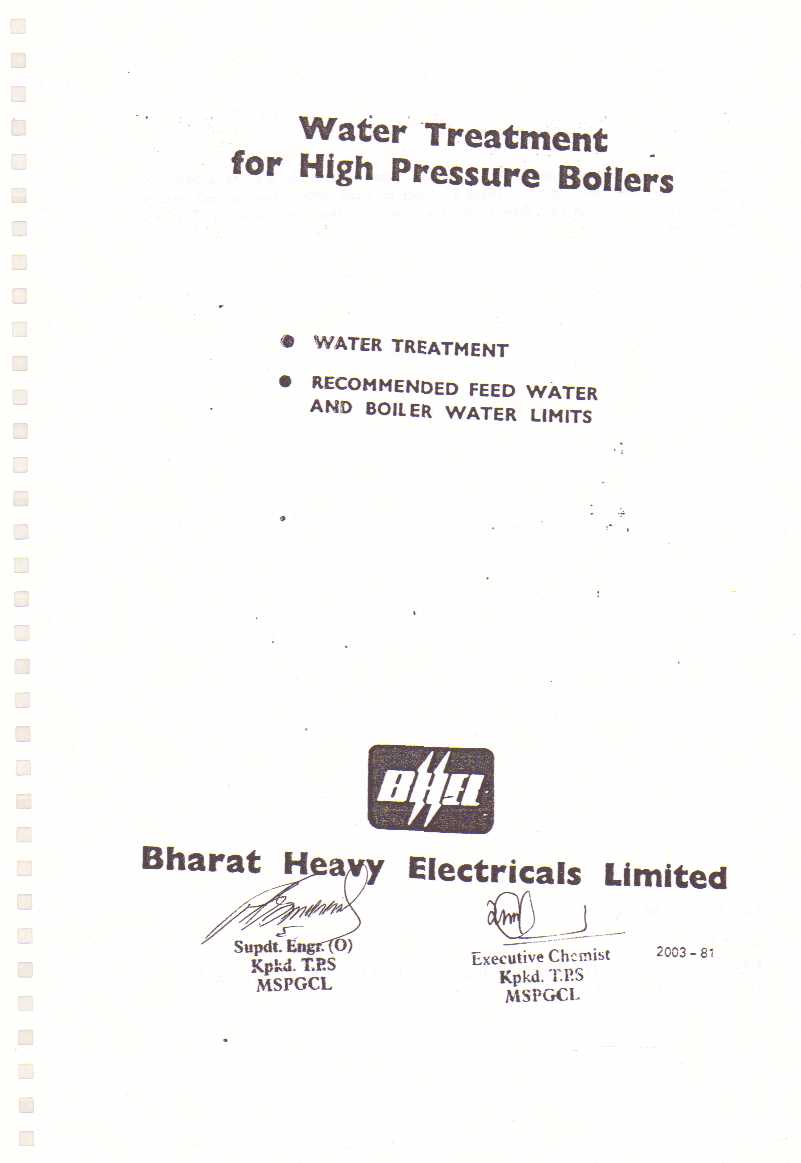 Water Treatment
for High Pressure Boilers
● WATER TREATMENT
● RECOMMENDED FEED WATER
AND BOILER WATER LIMITS
BHEL
Bharat Heavy Electricals Limited
Supdt. Engr. (O)
Kpkd. T.P.S
MSPGCL
Executive Chemist
Kpkd. T.P.S
MSPGCL
2003 - 81